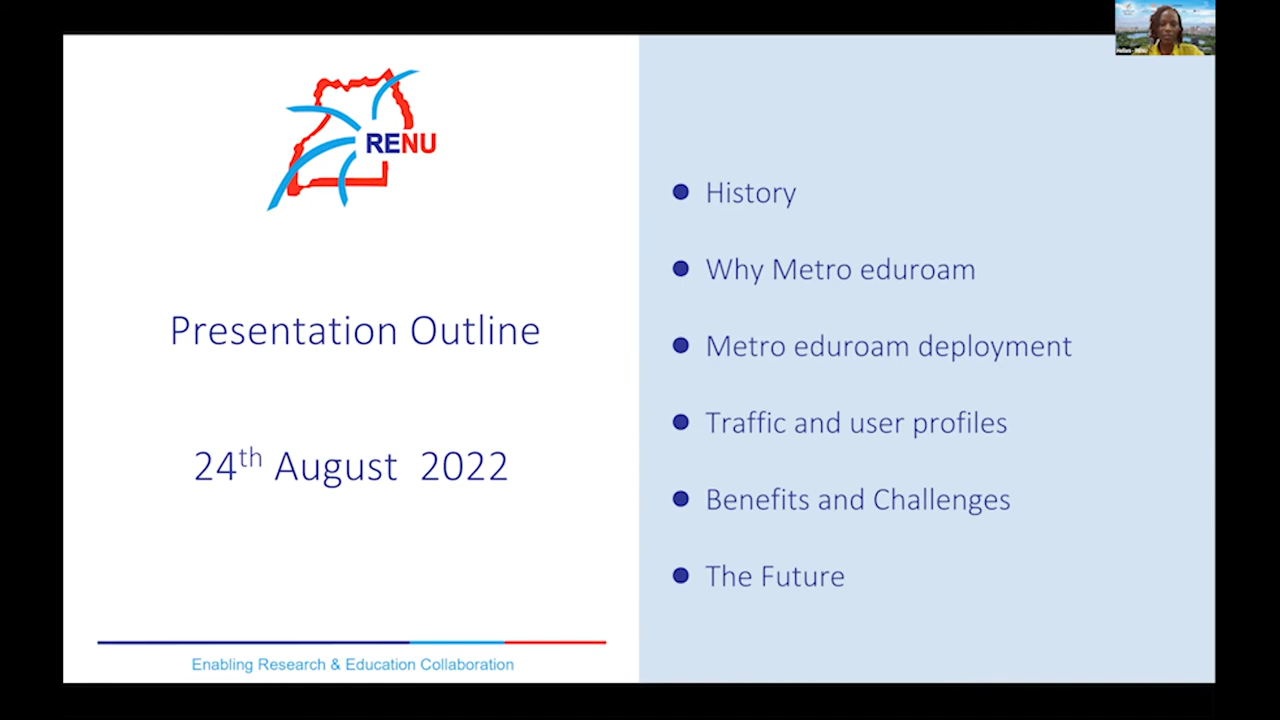 RENU
Presentation Outline
24th August 2022
Enabling Research & Education Collaboration
History
Why Metro eduroam
Metro eduroam deployment
Traffic and user profiles
Benefits and Challenges
The Future